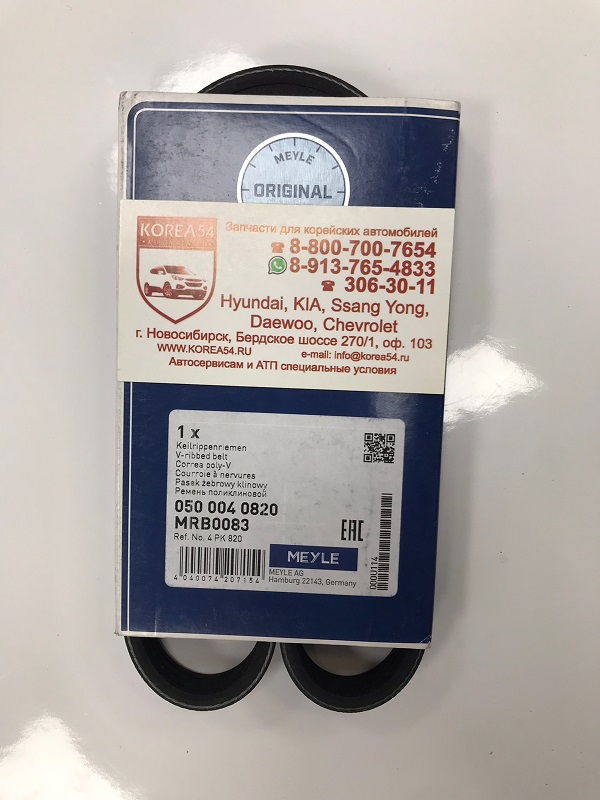 MEYLE
ORIGINAL
KOREA54
Запчасти для корейских автомобилей
8-800-700-7654
8-913-765-4833
306-30-11
Hyundai, KIA, Ssang Yong,
Daewoo, Chevrolet
г. Новосибирск, Бердское шоссе 270/1, оф. 103
WWW.KOREA54.RU e-mail: info@korea54.ru
Автосервисам и АТП специальные условия
1 x
Keilrippenriemen
V-ribbed belt
Correa poly-V
Courroie à nervures
Pasek żebrowy klinowy
Ремень поликлиновой
050 004 0820
MRB0083
Ref. No. 4 PK 820
EAC
4 040074 207154
MEYLE
MEYLE AG
Hamburg 22143, Germany
000U114